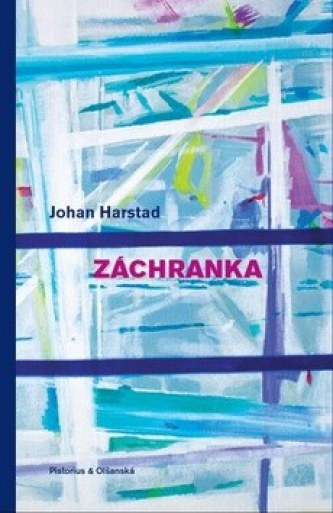 Johan Harstad
ZÁCHRANKA
Pistorius & Olšanská